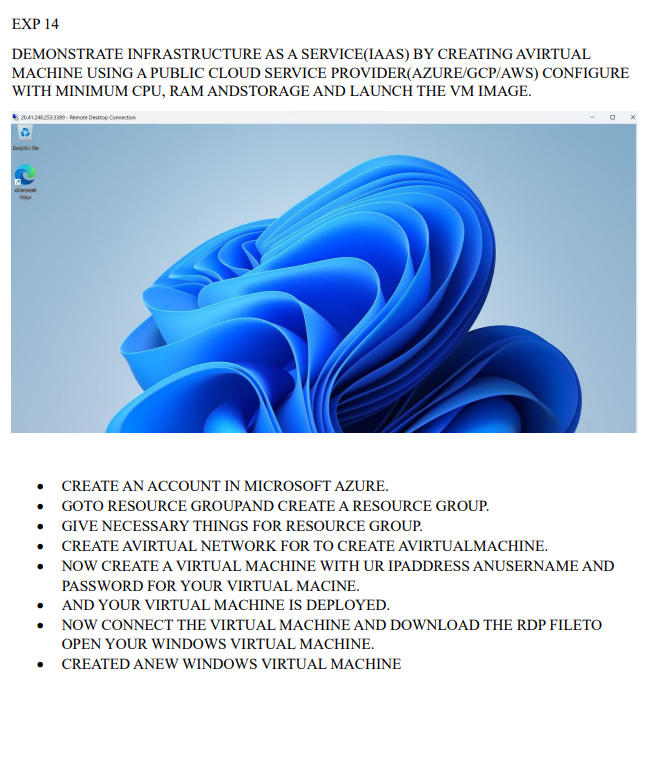 EXP 14
DEMONSTRATE INFRASTRUCTURE AS A SERVICE(IAAS) BY CREATING AVIRTUAL
MACHINE USING A PUBLIC CLOUD SERVICE PROVIDER(AZURE/GCP/AWS) CONFIGURE
WITH MINIMUM CPU, RAM ANDSTORAGE AND LAUNCH THE VM IMAGE.
20.41.248.253:3389 - Remote Desktop Connection
Recycle Bin
Microsoft
Edge
• CREATE AN ACCOUNT IN MICROSOFT AZURE.
• GOTO RESOURCE GROUPAND CREATE A RESOURCE GROUP.
• GIVE NECESSARY THINGS FOR RESOURCE GROUP.
• CREATE AVIRTUAL NETWORK FOR TO CREATE AVIRTUALMACHINE.
• NOW CREATE A VIRTUAL MACHINE WITH UR IPADDRESS ANUSERNAME AND
PASSWORD FOR YOUR VIRTUAL MACINE.
• AND YOUR VIRTUAL MACHINE IS DEPLOYED.
• NOW CONNECT THE VIRTUAL MACHINE AND DOWNLOAD THE RDP FILETO
OPEN YOUR WINDOWS VIRTUAL MACHINE.
• CREATED ANEW WINDOWS VIRTUAL MACHINE